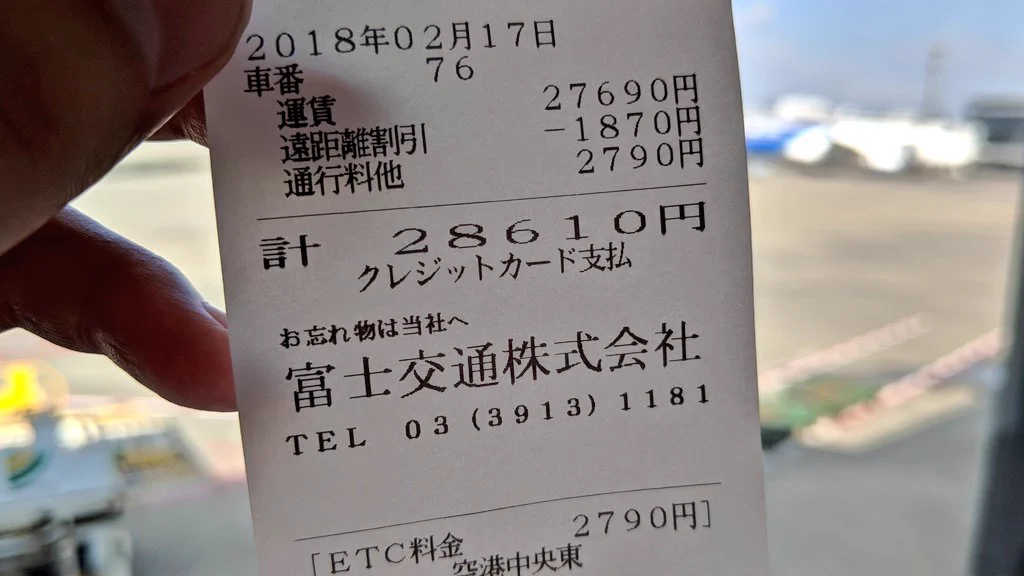 2018年02月17日
車番 76
運賃 27690円
遠距離割引 -1870円
通行料他 2790円
計 28610円
クレジットカード支払
お忘れ物は当社へ
富士交通株式会社
TEL 03(3913)1181
[ETC料金 2790円]
空港中央東